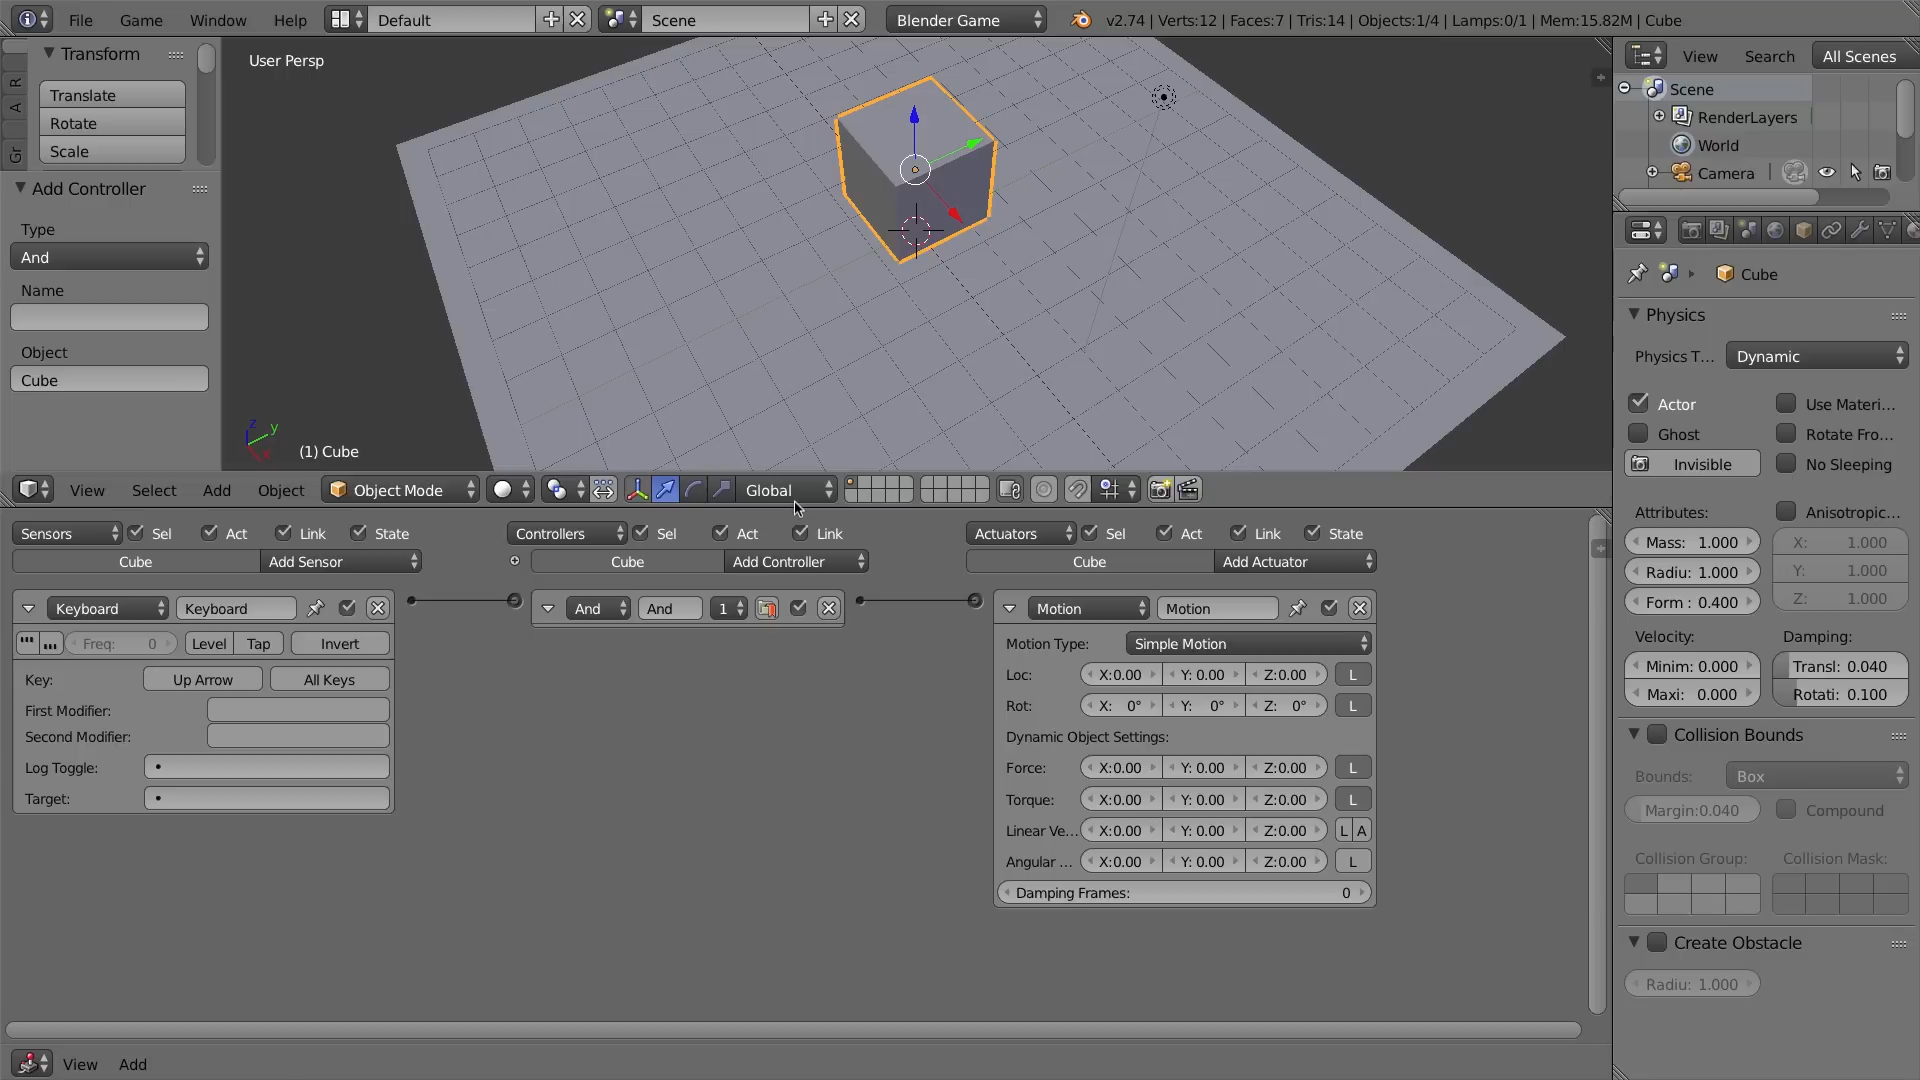 File Game Window Help Default Scene Blender Game v2.74 | Verts:12 | Faces:7 | Tris:14 | Objects:1/4 | Lamps:0/1 | Mem:15.82M | Cube
Transform
Translate
Rotate
Scale
R
A
Gr
Add Controller
Type
And
Name
Object
Cube
User Persp
z
y
x
(1) Cube
View Select Add Object Object Mode Global
View Search All Scenes
Scene
RenderLayers
World
Camera
Cube
Physics
Physics T... Dynamic
Actor Use Materi...
Ghost Rotate Fro...
Invisible No Sleeping
Attributes: Anisotropic...
Mass: 1.000 X: 1.000
Radiu: 1.000 Y: 1.000
Form : 0.400 Z: 1.000
Velocity: Damping:
Minim: 0.000 Transl: 0.040
Maxi: 0.000 Rotati: 0.100
Collision Bounds
Bounds: Box
Margin:0.040 Compound
Collision Group: Collision Mask:
Create Obstacle
Radiu: 1.000
Sensors Sel Act Link State Controllers Sel Act Link Actuators Sel Act Link State
Cube Add Sensor Cube Add Controller Cube Add Actuator
Keyboard Keyboard And And 1 Motion Motion
Freq: 0 Level Tap Invert
Key: Up Arrow All Keys
First Modifier:
Second Modifier:
Log Toggle:
Target:
Motion Type: Simple Motion
Loc: X:0.00 Y: 0.00 Z:0.00 L
Rot: X: 0° Y: 0° Z: 0° L
Dynamic Object Settings:
Force: X:0.00 Y: 0.00 Z:0.00 L
Torque: X:0.00 Y: 0.00 Z:0.00 L
Linear Ve... X:0.00 Y: 0.00 Z:0.00 L A
Angular ... X:0.00 Y: 0.00 Z:0.00 L
Damping Frames: 0
View Add